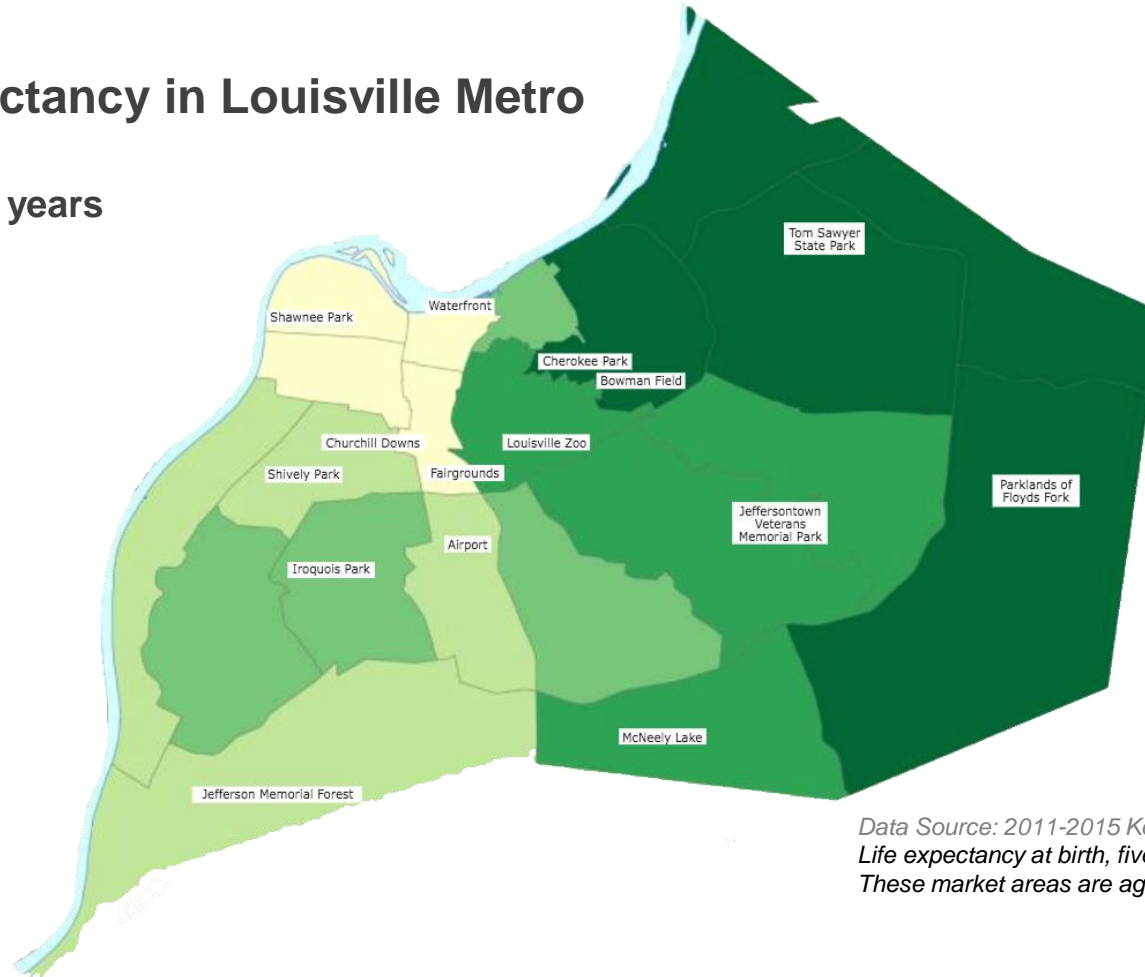 ctancy in Louisville Metro
years
Tom Sawyer
State Park
Waterfront
Shawnee Park
Cherokee Park
Bowman Field
Churchill Downs
Louisville Zoo
Shively Park
Fairgrounds
Parklands of
Floyds Fork
Jeffersontown
Veterans
Memorial Park
Airport
Iroquois Park
McNeely Lake
Jefferson Memorial Forest
Data Source: 2011-2015 K
Life expectancy at birth, five
These market areas are ag